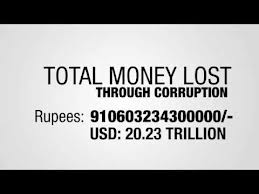 TOTAL MONEY LOST
THROUGH CORRUPTION
Rupees: 910603234300000/-
USD: 20.23 TRILLION